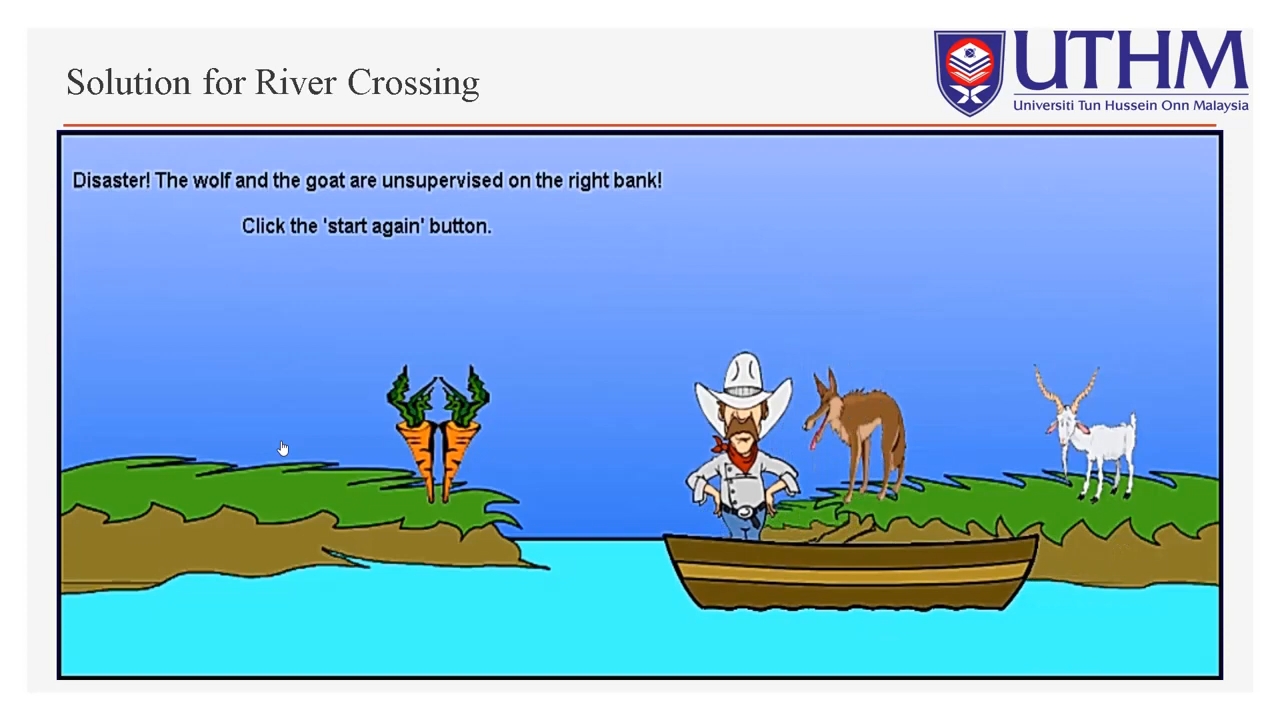 Solution for River Crossing
UTHM
Universiti Tun Hussein Onn Malaysia
Disaster! The wolf and the goat are unsupervised on the right bank!
Click the 'start again' button.